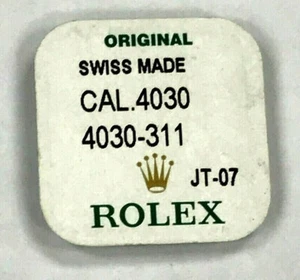 ORIGINAL
SWISS MADE
CAL.4030
4030-311
JT-07
ROLEX